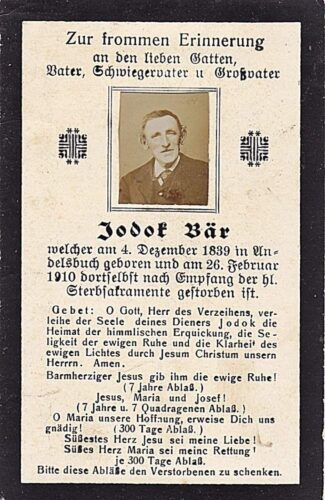 Zur frommen Erinnerung
an den lieben Gatten,
Vater, Schwiegervater u Großvater
Jodok Bär
welcher am 4. Dezember 1839 in An-
delsbuch geboren und am 26. Februar
1910 dortselbst nach Empfang der hl.
Sterbsakramente gestorben ist.
Gebet: O Gott, Herr des Verzeihens, ver-
leihe der Seele deines Dieners Jodok die
Heimat der himmlischen Erquickung, die Se-
ligkeit der ewigen Ruhe und die Klarheit des
ewigen Lichtes durch Jesum Christum unsern
Herrrn. Amen.
Barmherziger Jesus gib ihm die ewige Ruhe!
(7 Jahre Ablaß.)
Jesus, Maria und Josef!
(7 Jahre u. 7 Quadragenen Ablaß.)
O Maria unsere Hoffnung, erweise Dich uns
gnädig! (300 Tage Ablaß.)
Süßestes Herz Jesu sei meine Liebe!
Süßes Herz Maria sei meine Rettung!
je 300 Tage Ablaß.
Bitte diese Abläße den Verstorbenen zu schenken.